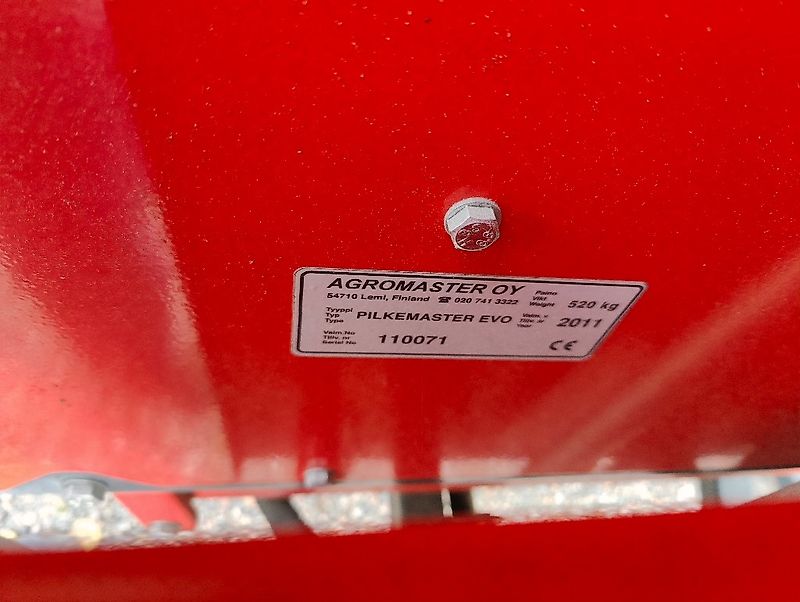 AGROMASTER OY
54710 Lemi, Finland ☎ 020 741 3322
Paino
Vikt
Weight 520 kg
Tyyppi
Typ
Type PILKEMASTER EVO
Valm. v
Tillv. år
Year 2011
Valm.No
Tillv. nr
Serial No 110071
CE